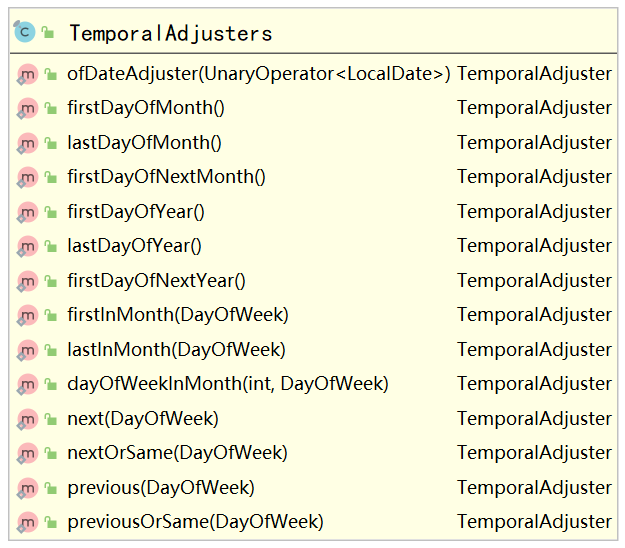 TemporalAdjusters
ofDateAdjuster(UnaryOperator<LocalDate>) TemporalAdjuster
firstDayOfMonth() TemporalAdjuster
lastDayOfMonth() TemporalAdjuster
firstDayOfNextMonth() TemporalAdjuster
firstDayOfYear() TemporalAdjuster
lastDayOfYear() TemporalAdjuster
firstDayOfNextYear() TemporalAdjuster
firstInMonth(DayOfWeek) TemporalAdjuster
lastInMonth(DayOfWeek) TemporalAdjuster
dayOfWeekInMonth(int, DayOfWeek) TemporalAdjuster
next(DayOfWeek) TemporalAdjuster
nextOrSame(DayOfWeek) TemporalAdjuster
previous(DayOfWeek) TemporalAdjuster
previousOrSame(DayOfWeek) TemporalAdjuster